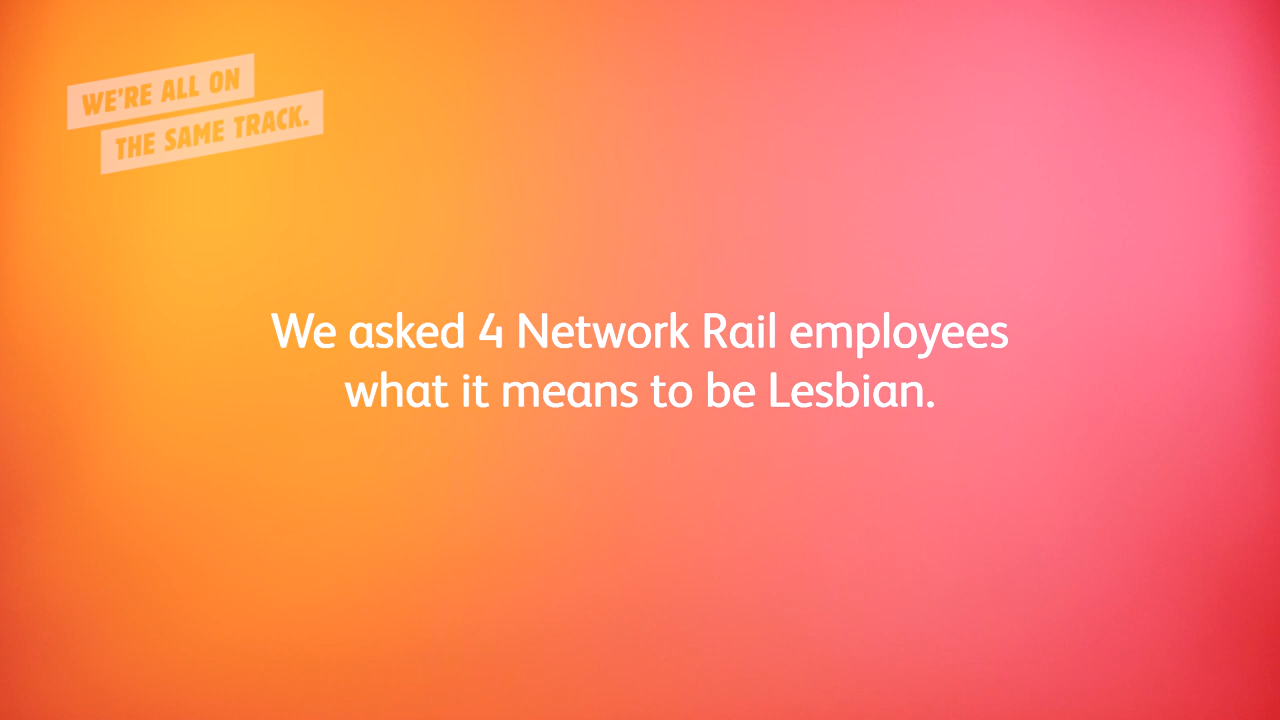 WE'RE ALL ON
THE SAME TRACK.
We asked 4 Network Rail employees
what it means to be Lesbian.